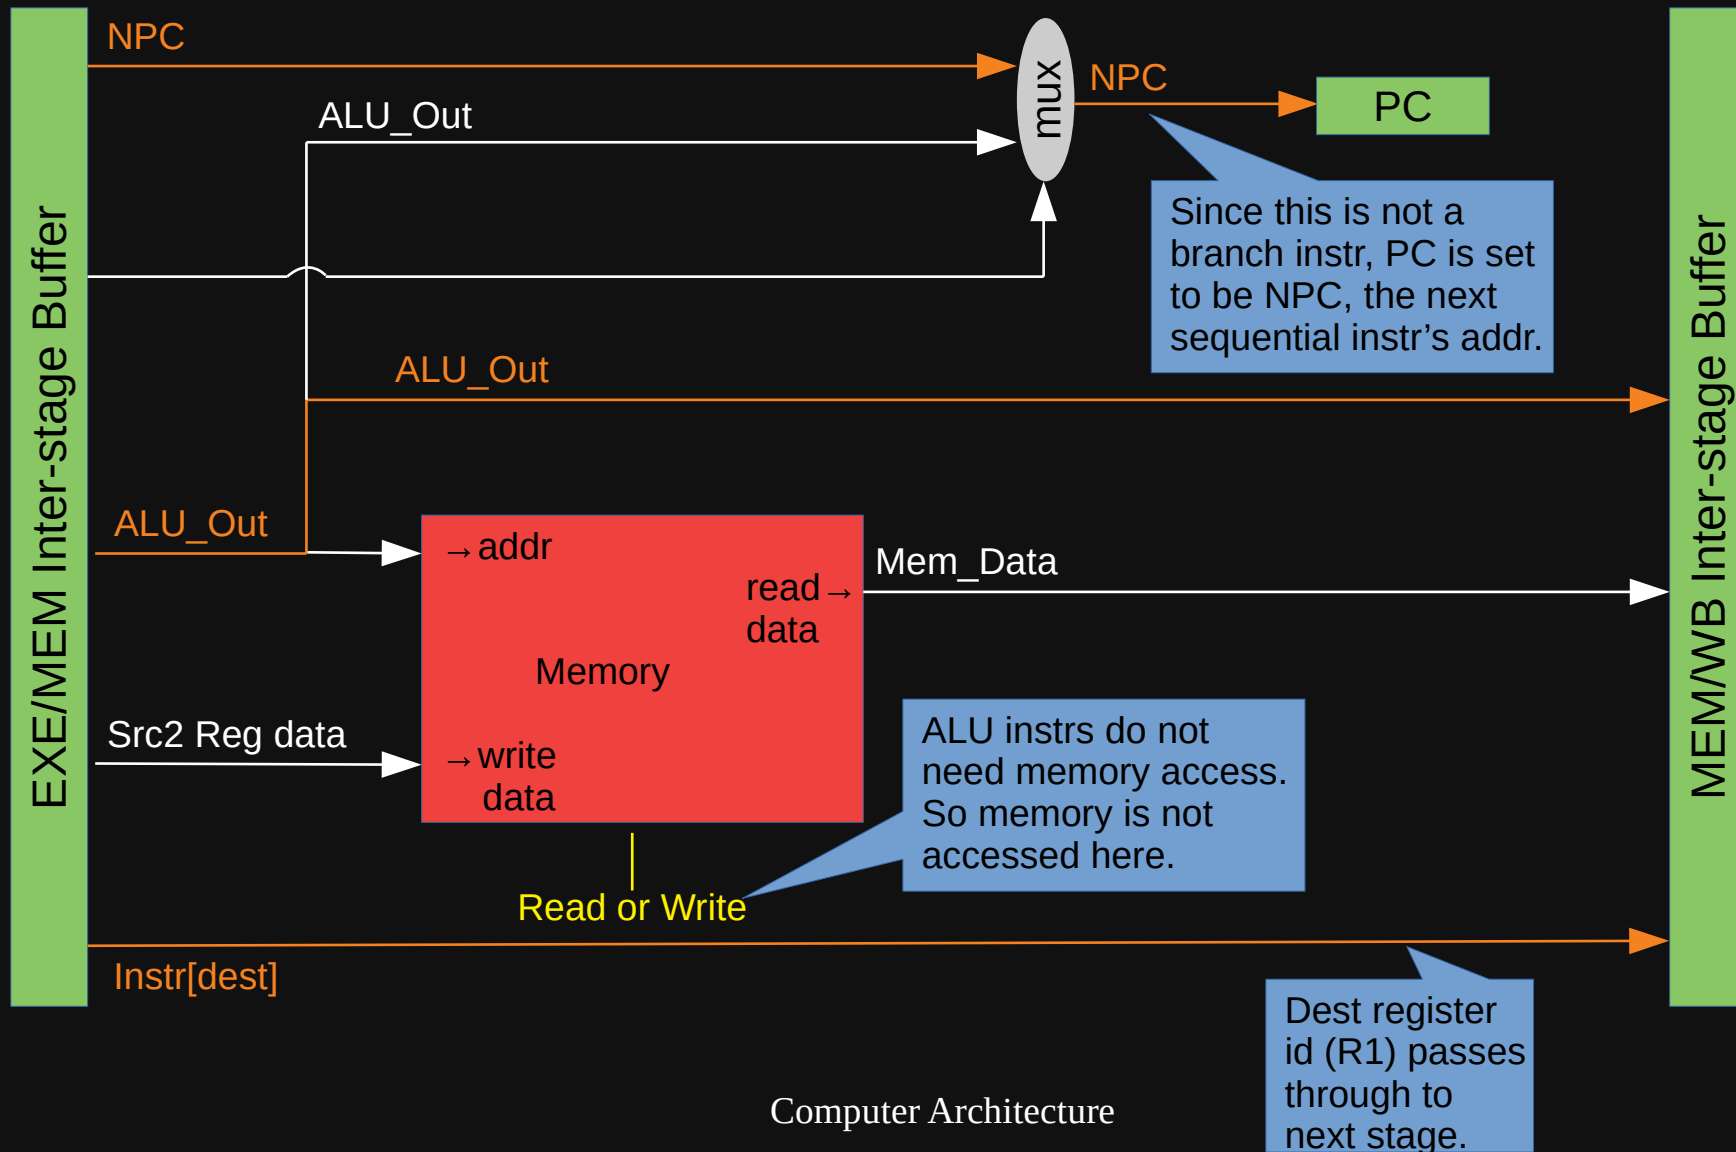 NPC
ALU_Out
mux
NPC
PC
Since this is not a
branch instr, PC is set
to be NPC, the next
sequential instr’s addr.
EXE/MEM Inter-stage Buffer
MEM/WB Inter-stage Buffer
ALU_Out
ALU_Out
→addr
read→
data
Mem_Data
Memory
Src2 Reg data
→write
data
ALU instrs do not
need memory access.
So memory is not
accessed here.
Read or Write
Instr[dest]
Dest register
id (R1) passes
through to
next stage.
Computer Architecture